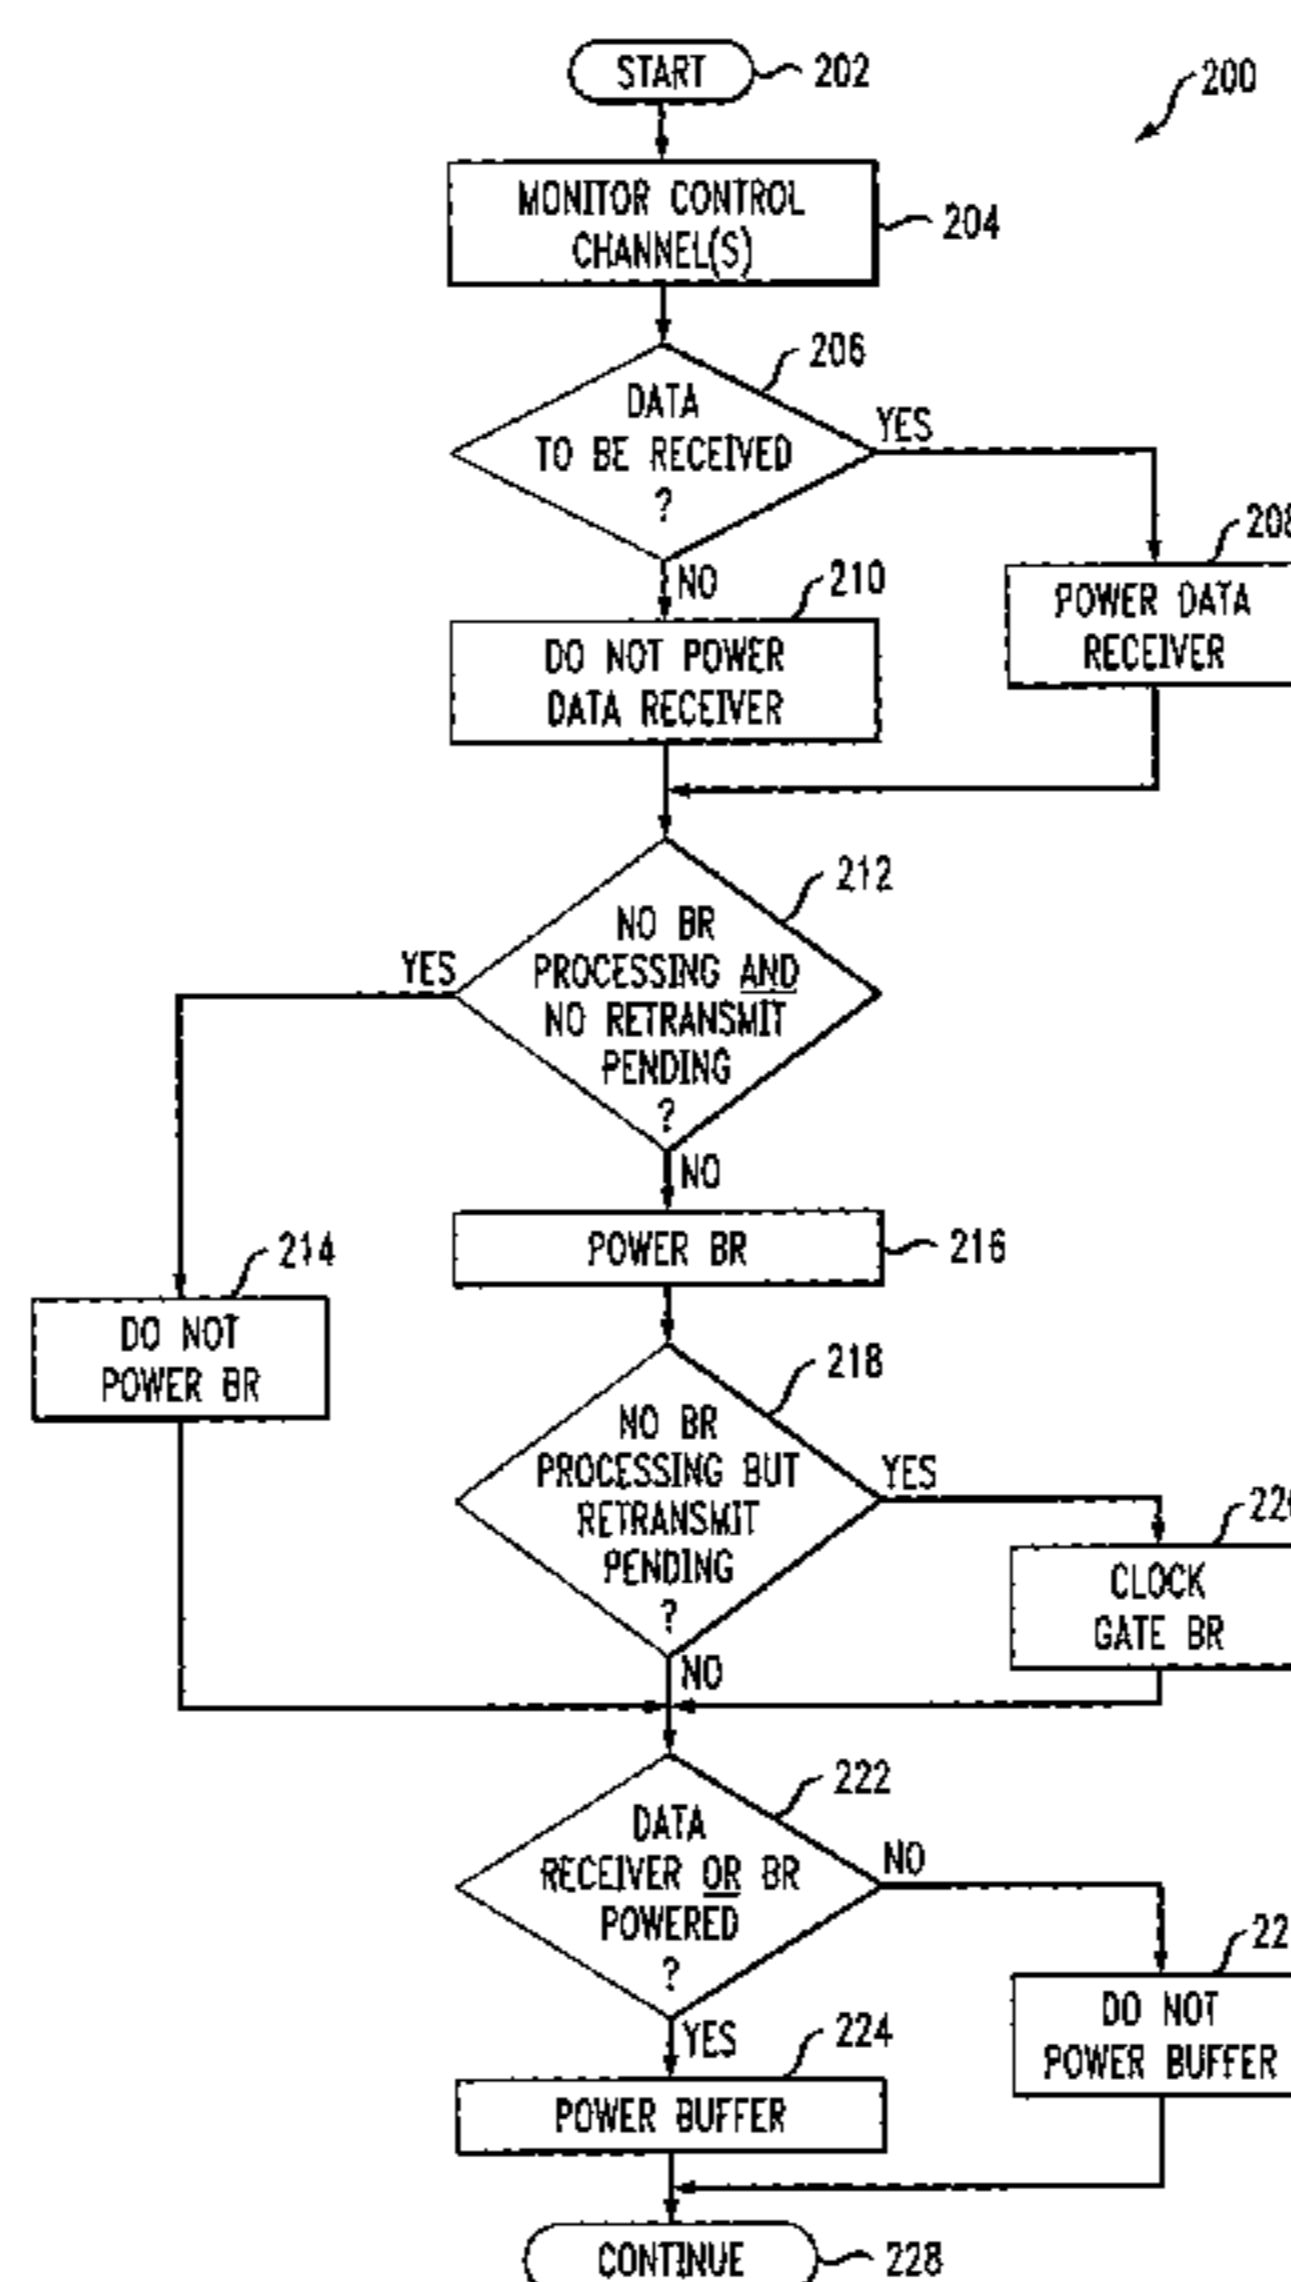 START
202
200
MONITOR CONTROL
CHANNEL(S)
204
206
DATA
TO BE RECEIVED
?
YES
NO
208
POWER DATA
RECEIVER
210
DO NOT POWER
DATA RECEIVER
212
NO BR
PROCESSING AND
NO RETRANSMIT
PENDING
?
YES
NO
214
DO NOT
POWER BR
POWER BR
216
218
NO BR
PROCESSING BUT
RETRANSMIT
PENDING
?
YES
NO
CLOCK
GATE BR
222
DATA
RECEIVER OR BR
POWERED
?
NO
YES
DO NOT
POWER BUFFER
224
POWER BUFFER
CONTINUE
228